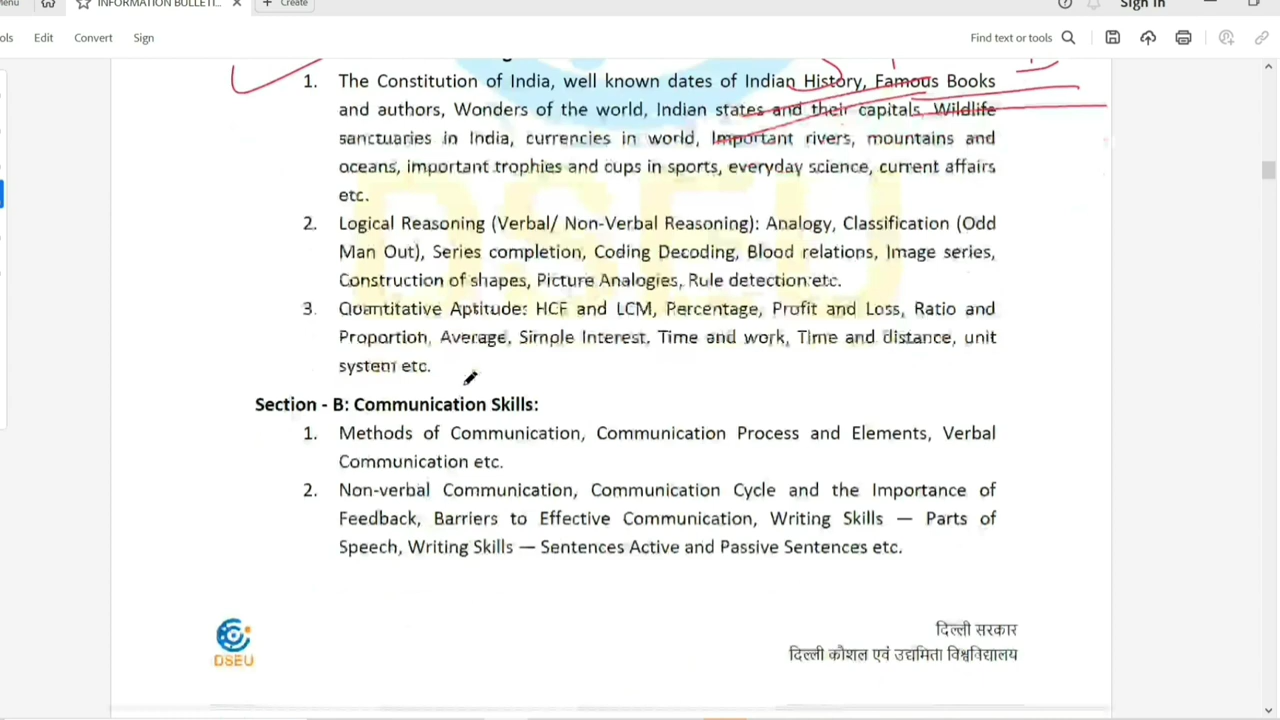 Menu INFORMATION BULLETI... × + Create Sign in
ols Edit Convert Sign Find text or tools
1. The Constitution of India, well known dates of Indian History, Famous Books
and authors, Wonders of the world, Indian states and their capitals, Wildlife
sanctuaries in India, currencies in world, Important rivers, mountains and
oceans, important trophies and cups in sports, everyday science, current affairs
etc.
2. Logical Reasoning (Verbal/ Non-Verbal Reasoning): Analogy, Classification (Odd
Man Out), Series completion, Coding Decoding, Blood relations, Image series,
Construction of shapes, Picture Analogies, Rule detection etc.
3. Quantitative Aptitude: HCF and LCM, Percentage, Profit and Loss, Ratio and
Proportion, Average, Simple Interest, Time and work, Time and distance, unit
system etc.
Section - B: Communication Skills:
1. Methods of Communication, Communication Process and Elements, Verbal
Communication etc.
2. Non-verbal Communication, Communication Cycle and the Importance of
Feedback, Barriers to Effective Communication, Writing Skills — Parts of
Speech, Writing Skills — Sentences Active and Passive Sentences etc.
DSEU
दिल्ली सरकार
दिल्ली कौशल एवं उद्यमिता विश्वविद्यालय
DSEU